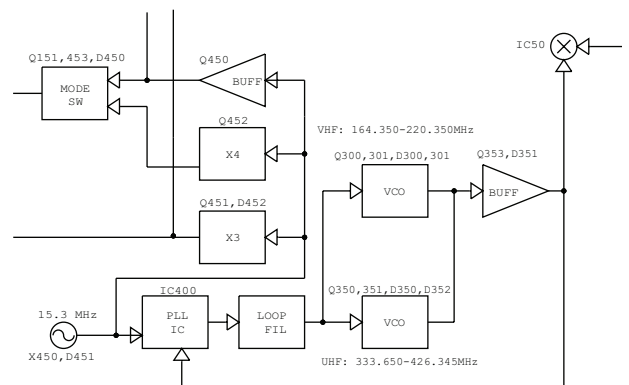 Q151,453,D450
MODE
SW
Q450
BUFF
IC50
Q452
X4
VHF: 164.350-220.350MHz
Q300,301,D300,301
VCO
Q353,D351
BUFF
Q451,D452
X3
15.3 MHz
X450,D451
IC400
PLL
IC
LOOP
FIL
Q350,351,D350,D352
VCO
UHF: 333.650-426.345MHz